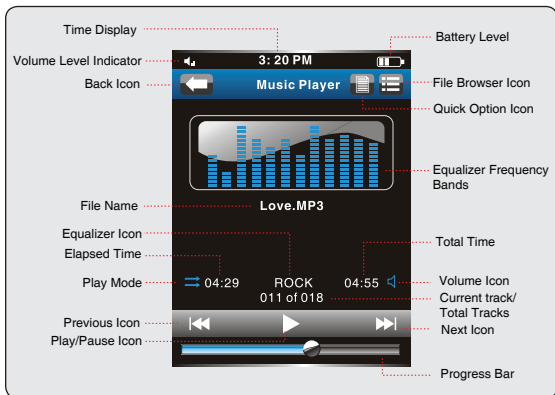 Time Display
Battery Level
Volume Level Indicator
3: 20 PM
Back Icon
Music Player
File Browser Icon
Quick Option Icon
Equalizer Frequency
Bands
File Name
Love.MP3
Equalizer Icon
Total Time
Elapsed Time
Play Mode
04:29
ROCK
04:55
Volume Icon
011 of 018
Current track/
Total Tracks
Previous Icon
Next Icon
Play/Pause Icon
Progress Bar